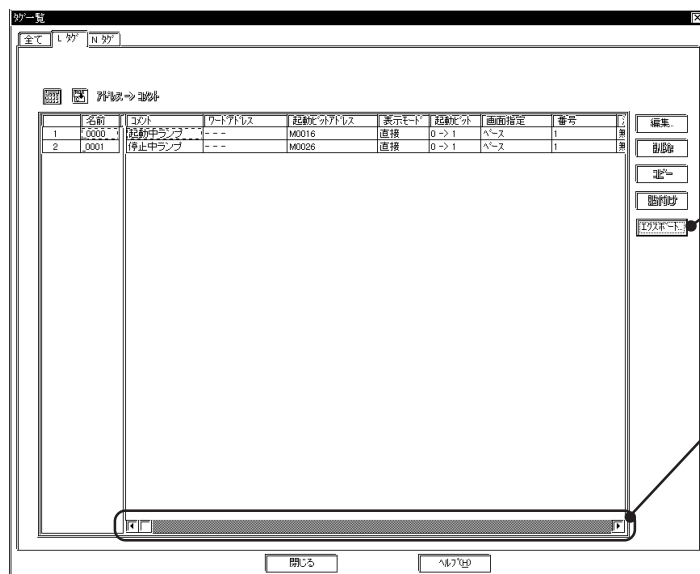 ﾀｸﾞ一覧
全て L ﾀｸﾞ N ﾀｸﾞ
ｱﾄﾞﾚｽ -> ｺﾒﾝﾄ
名前 ｺﾒﾝﾄ ﾜｰﾄﾞｱﾄﾞﾚｽ 起動ﾋﾞｯﾄｱﾄﾞﾚｽ 表示ﾓｰﾄﾞ 起動ﾋﾞｯﾄ 画面指定 番号
1 _0000 起動中ランプ - - - M0016 直接 0 -> 1 ﾍﾞｰｽ 1 無
2 _0001 停止中ランプ - - - M0026 直接 0 -> 1 ﾍﾞｰｽ 1 無
編集..
削除
ｺﾋﾟｰ
貼付け
ｴｸｽﾎﾟｰﾄ..
閉じる ﾍﾙﾌﾟ(H)